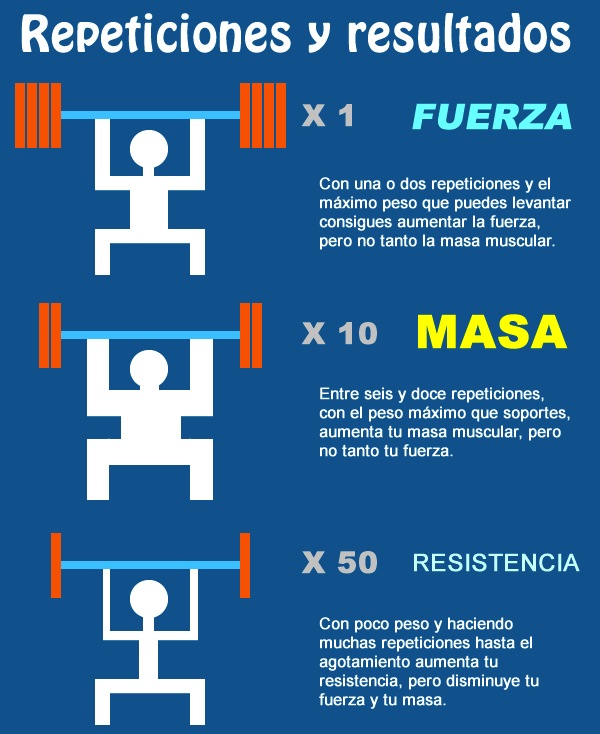 Repeticiones y resultados
X 1 FUERZA
Con una o dos repeticiones y el
máximo peso que puedes levantar
consigues aumentar la fuerza,
pero no tanto la masa muscular.
X 10 MASA
Entre seis y doce repeticiones,
con el peso máximo que soportes,
aumenta tu masa muscular, pero
no tanto tu fuerza.
X 50 RESISTENCIA
Con poco peso y haciendo
muchas repeticiones hasta el
agotamiento aumenta tu
resistencia, pero disminuye tu
fuerza y tu masa.